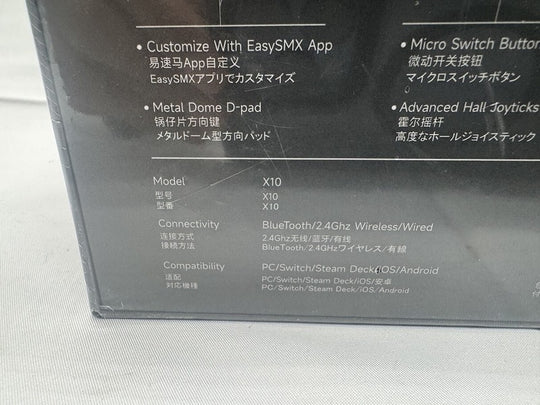 • Customize With EasySMX App
易速马App自定义
EasySMXアプリでカスタマイズ
• Micro Switch Button
微动开关按钮
マイクロスイッチボタン
• Metal Dome D-pad
锅仔片方向键
メタルドーム型方向パッド
• Advanced Hall Joyticks
霍尔摇杆
高度なホールジョイスティック
Model X10
型号 X10
型番 X10
Connectivity BlueTooth/2.4Ghz Wireless/Wired
连接方式 2.4Ghz无线/蓝牙/有线
接続方法 BlueTooth/2.4GHzワイヤレス/有線
Compatibility PC/Switch/Steam Deck/iOS/Android
适配 PC/Switch/Steam Deck/iOS/安卓
対応機種 PC/Switch/Steam Deck/iOS/Android